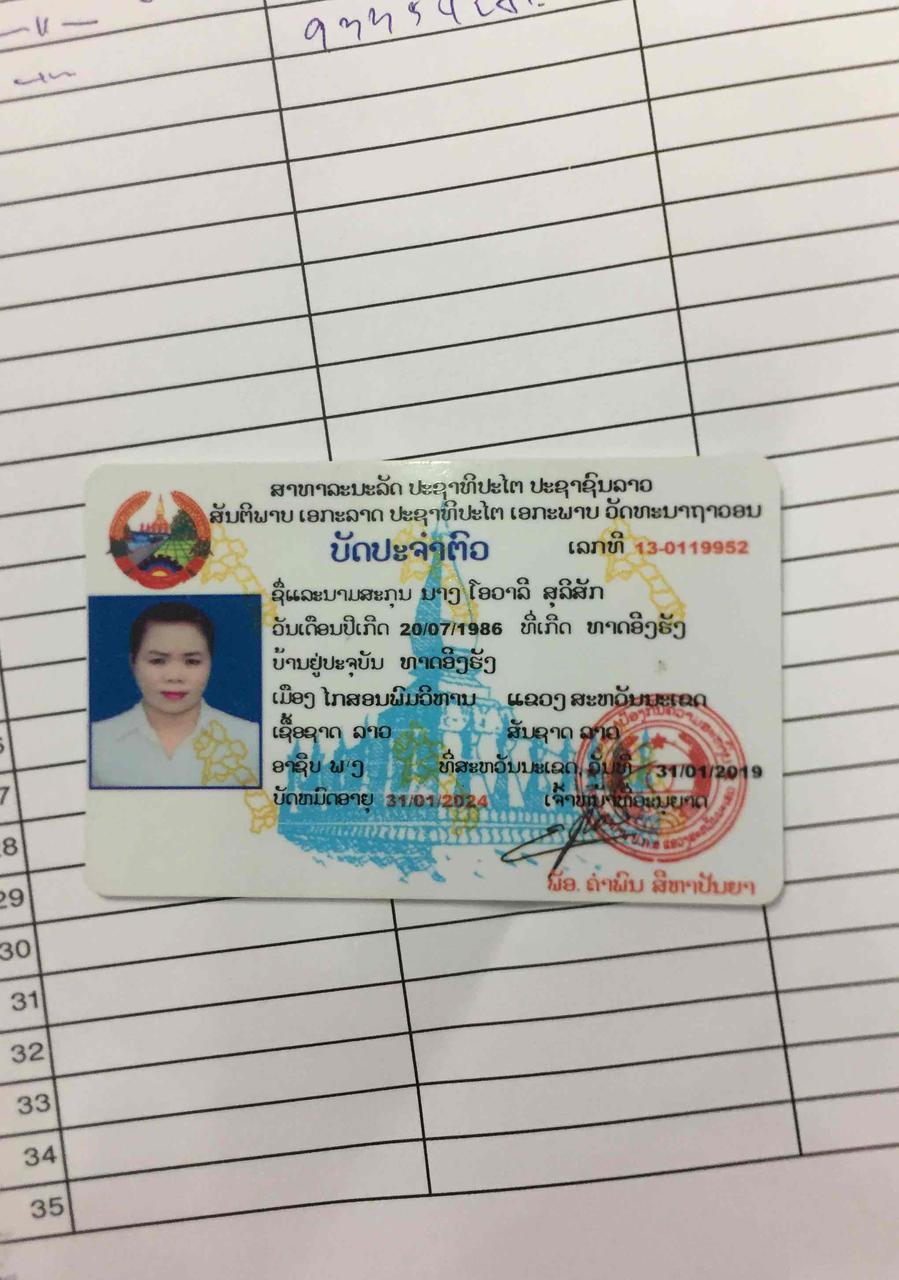 ສາທາລະນະລັດ ປະຊາທິປະໄຕ ປະຊາຊົນລາວ
ສັນຕິພາບ ເອກະລາດ ປະຊາທິປະໄຕ ເອກະພາບ ວັດທະນາຖາວອນ
ບັດປະຈຳຕົວ ເລກທີ 13-0119952
ຊື່ແລະນາມສະກຸນ ນາງ ໂອວາລີ ສຸລິສັກ
ວັນເດືອນປີເກີດ 20/07/1986 ທີ່ເກີດ ທາດອີງຮັງ
ບ້ານຢູ່ປະຈຸບັນ ທາດອີງຮັງ
ເມືອງ ໄກສອນພົມວິຫານ ແຂວງ ສະຫວັນນະເຂດ
ເຊື້ອຊາດ ລາວ ສັນຊາດ ລາວ
ອາຊີບ ພ/ງ ທີ່ສະຫວັນນະເຂດ, ວັນທີ 31/01/2019
ບັດໝົດອາຍຸ 31/01/2024 ເຈົ້າໜ້າທີ່ອະນຸຍາດ
ພັອ. ຄຳພົນ ສີຫາປັນຍາ
29
30
31
32
33
34
35